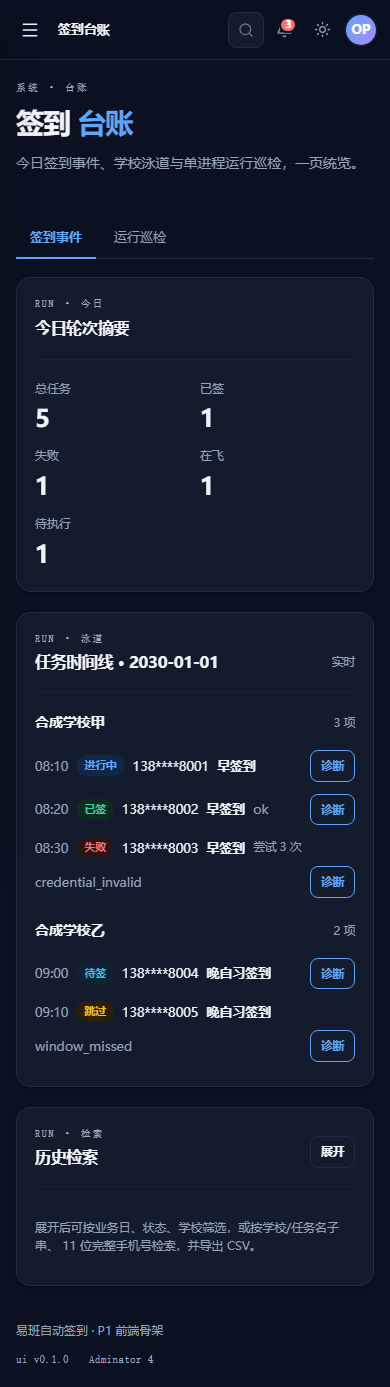 签到台账
3
OP
系统 • 台账
签到 台账
今日签到事件、学校泳道与单进程运行巡检，一页统览。
签到事件 运行巡检
RUN • 今日
今日轮次摘要
总任务 已签
5 1
失败 在飞
1 1
待执行
1
RUN • 泳道
任务时间线 • 2030-01-01 实时
合成学校甲 3 项
08:10 进行中 138****8001 早签到 诊断
08:20 已签 138****8002 早签到 ok 诊断
08:30 失败 138****8003 早签到 尝试 3 次
credential_invalid 诊断
合成学校乙 2 项
09:00 待签 138****8004 晚自习签到 诊断
09:10 跳过 138****8005 晚自习签到
window_missed 诊断
RUN • 检索
历史检索 展开
展开后可按业务日、状态、学校筛选，或按学校/任务名子
串、 11 位完整手机号检索，并导出 CSV。
易班自动签到 · P1 前端骨架
ui v0.1.0 Adminator 4